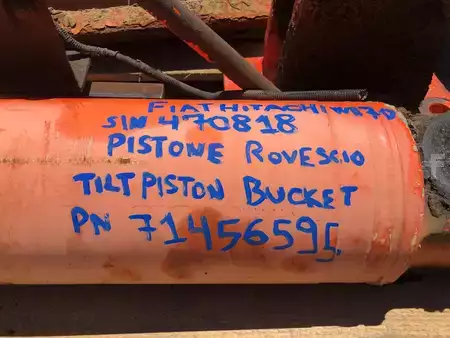 FIAT HITACHI W170
S/N 470818
PISTONE ROVESCIO
TILT PISTON BUCKET
PN 71456595